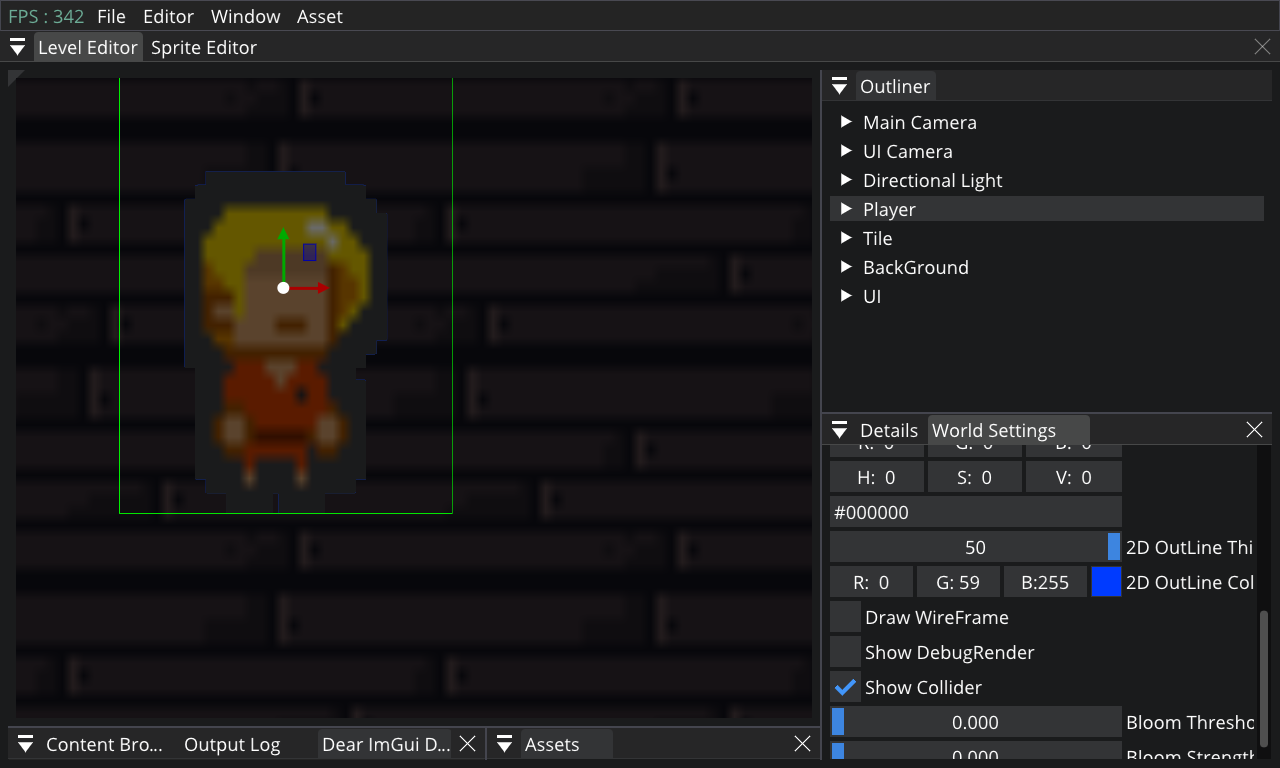 FPS : 342 File Editor Window Asset
Level Editor Sprite Editor
Outliner
Main Camera
UI Camera
Directional Light
Player
Tile
BackGround
UI
Details World Settings
R: 0 G: 0 B: 0
H: 0 S: 0 V: 0
#000000
50 2D OutLine Thi
R: 0 G: 59 B:255 2D OutLine Col
Draw WireFrame
Show DebugRender
Show Collider
0.000 Bloom Thresho
0.000 Bloom Strength
Content Bro... Output Log Dear ImGui D... Assets